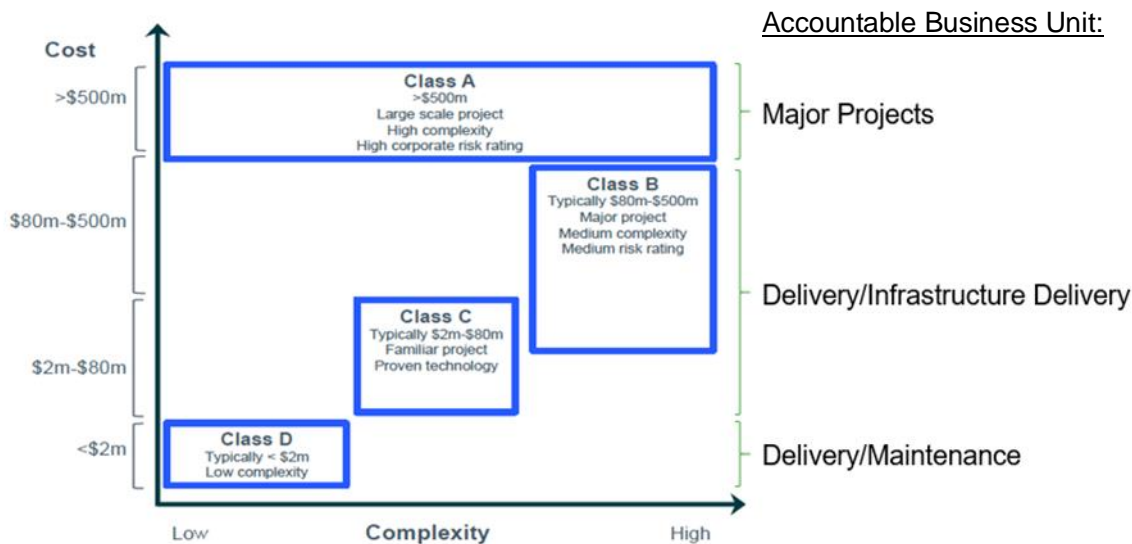 Accountable Business Unit:
Cost
>$500m
Class A
>$500m
Large scale project
High complexity
High corporate risk rating
Major Projects
$80m-$500m
Class B
Typically $80m-$500m
Major project
Medium complexity
Medium risk rating
Delivery/Infrastructure Delivery
$2m-$80m
Class C
Typically $2m-$80m
Familiar project
Proven technology
<$2m
Class D
Typically < $2m
Low complexity
Delivery/Maintenance
Low
Complexity
High